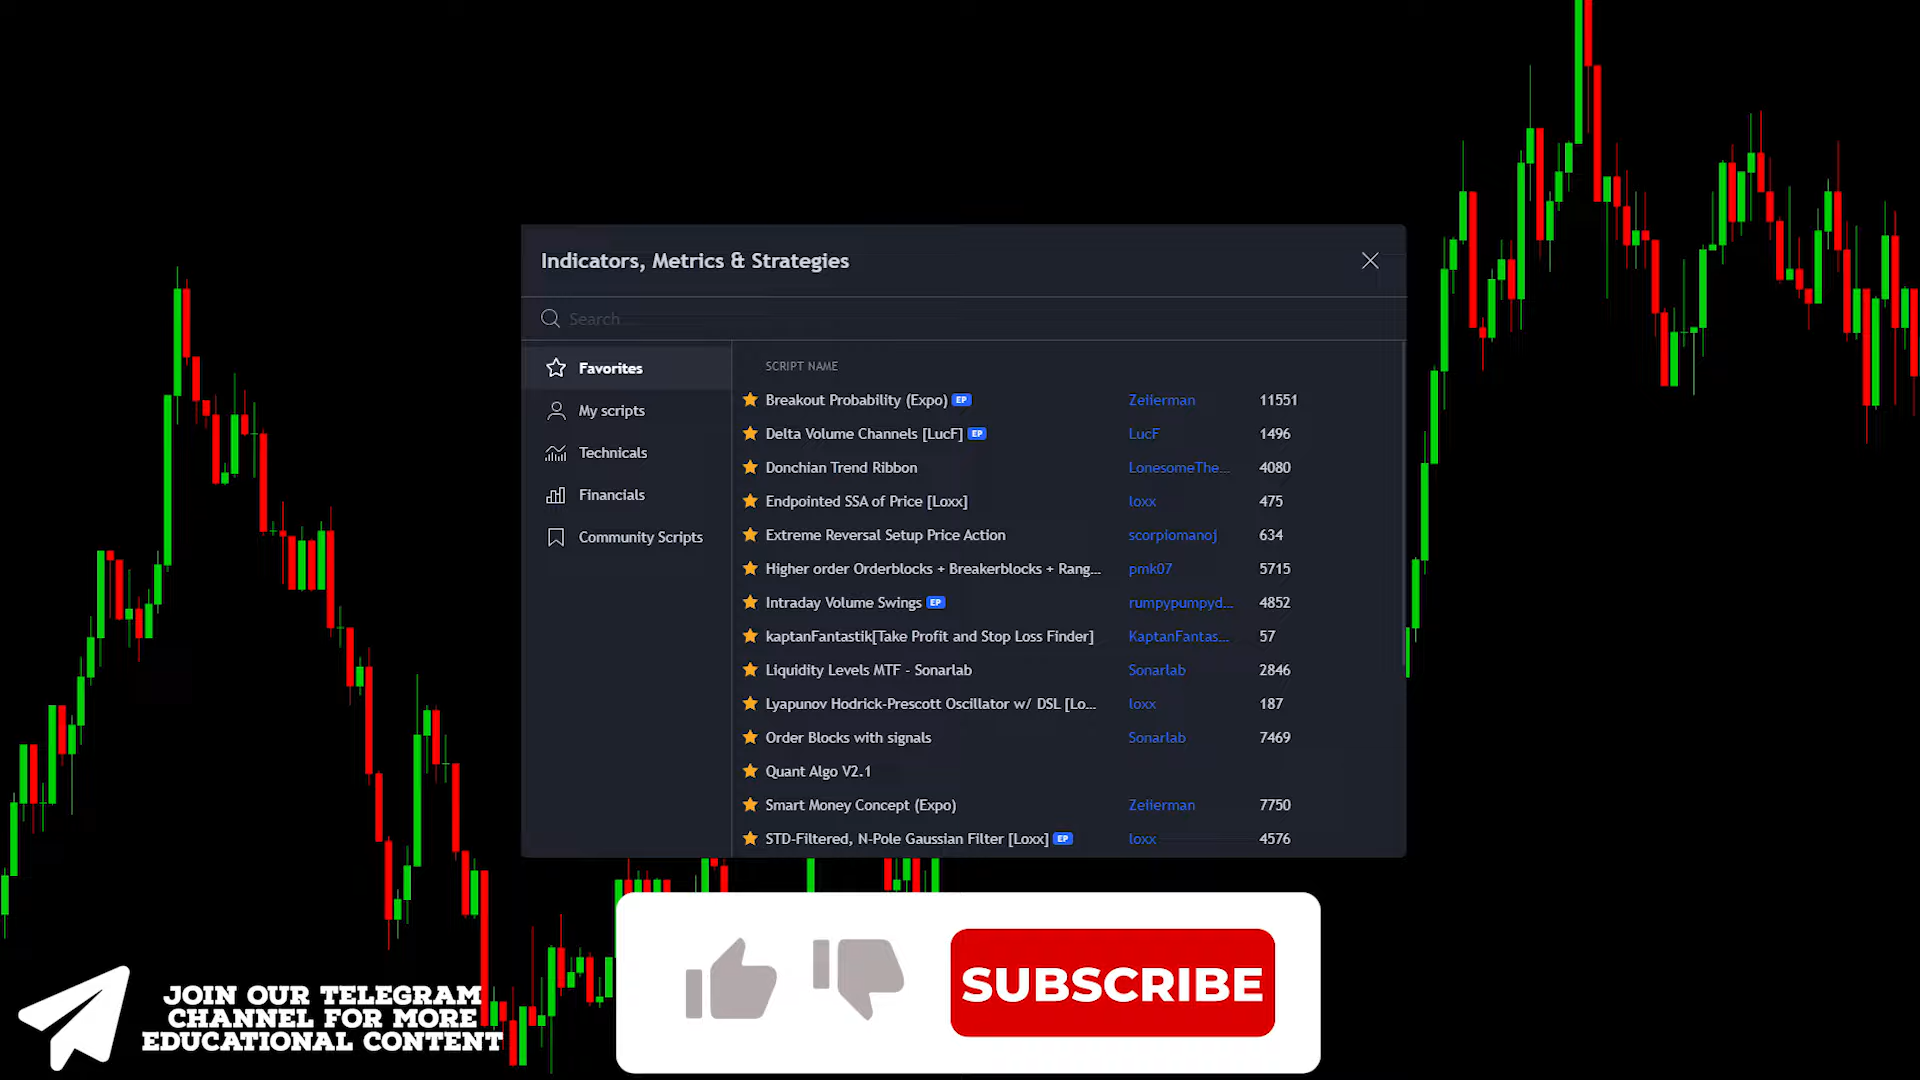 Indicators, Metrics & Strategies
Search
Favorites
My scripts
Technicals
Financials
Community Scripts
SCRIPT NAME
Breakout Probability (Expo) EP Zeiierman 11551
Delta Volume Channels [LucF] EP LucF 1496
Donchian Trend Ribbon LonesomeThe... 4080
Endpointed SSA of Price [Loxx] loxx 475
Extreme Reversal Setup Price Action scorpiomanoj 634
Higher order Orderblocks + Breakerblocks + Rang... pmk07 5715
Intraday Volume Swings EP rumpypumpyd... 4852
kaptanFantastik[Take Profit and Stop Loss Finder] KaptanFantas... 57
Liquidity Levels MTF - Sonarlab Sonarlab 2846
Lyapunov Hodrick-Prescott Oscillator w/ DSL [Lo... loxx 187
Order Blocks with signals Sonarlab 7469
Quant Algo V2.1
Smart Money Concept (Expo) Zeiierman 7750
STD-Filtered, N-Pole Gaussian Filter [Loxx] EP loxx 4576
JOIN OUR TELEGRAM
CHANNEL FOR MORE
EDUCATIONAL CONTENT
SUBSCRIBE